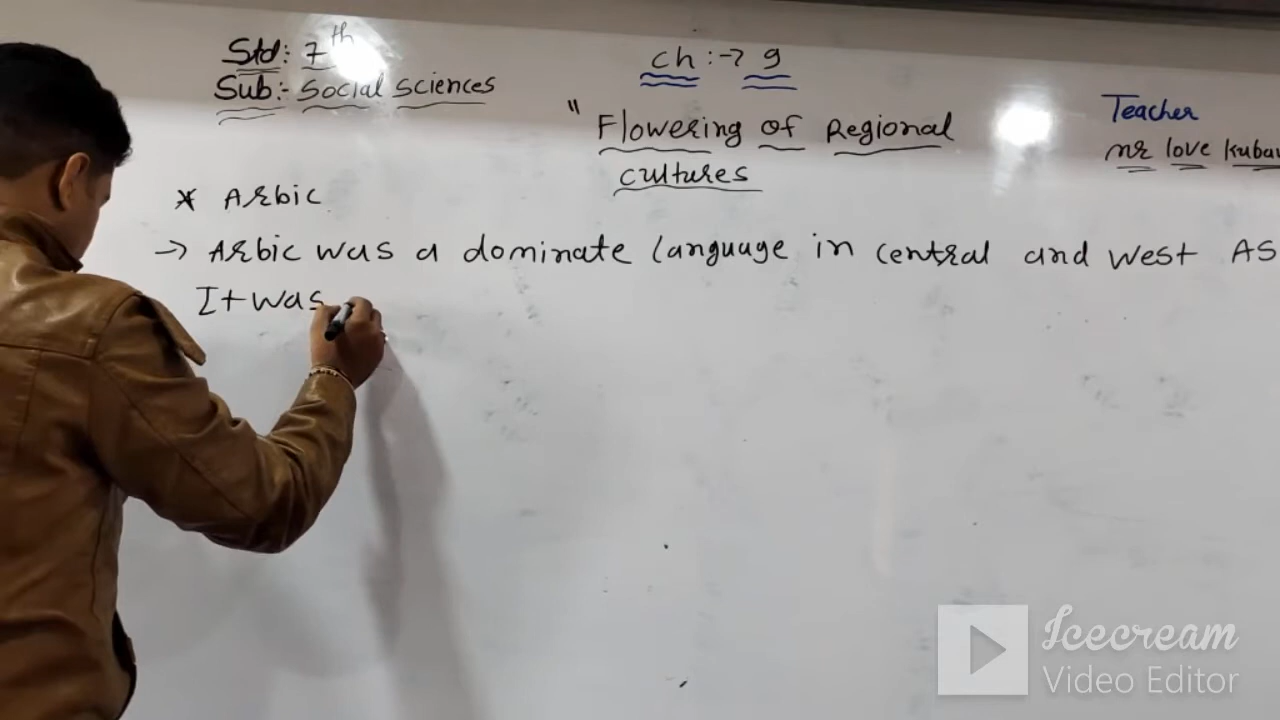 Std: 7th
Sub:- Social Sciences
ch :→ 9
" Flowering of Regional
cultures
Teacher
mr love kubav
* Arbic
→ Arbic was a dominate language in central and west AS
It was
Icecream
Video Editor